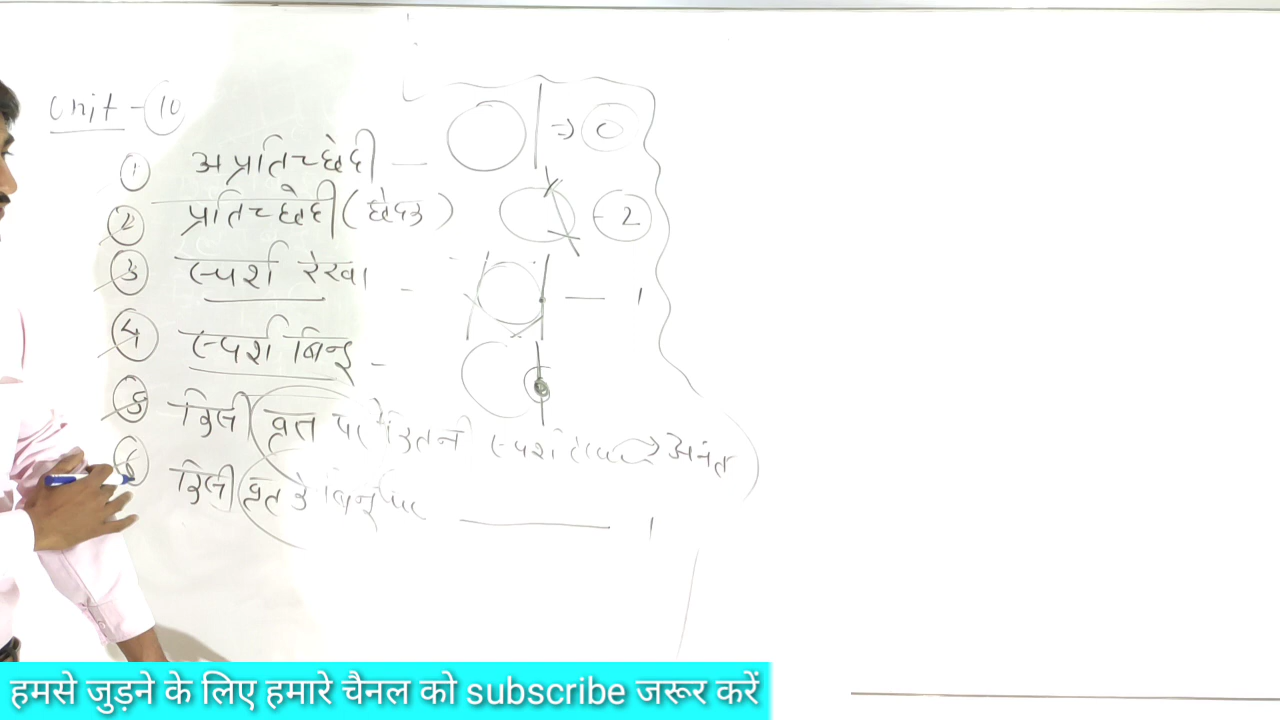 Unit - 10
1 अप्रतिच्छेदी — => 0
2 प्रतिच्छेदी (छेदक) - 2
3 स्पर्श रेखा - — 1
4 स्पर्श बिन्दु -
5 किसी वृत पर कितनी स्पर्श रेखा → अनंत
6 किसी वृत के बिन्दु पर — 1
हमसे जुड़ने के लिए हमारे चैनल को subscribe जरूर करें